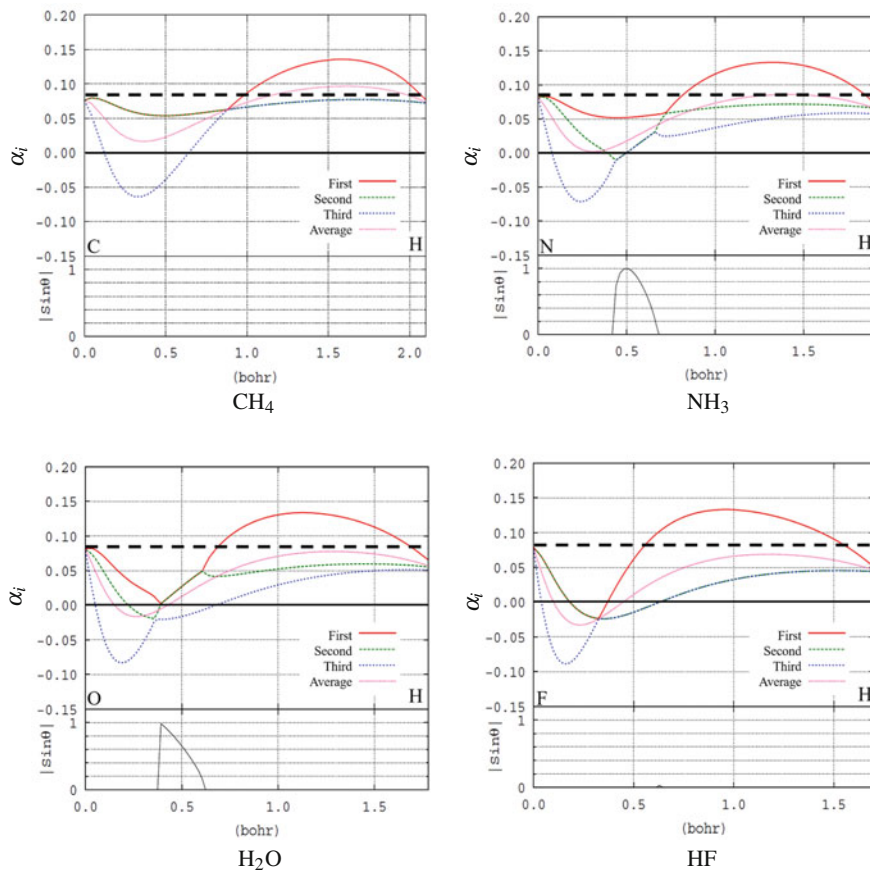 0.20
0.15
0.10
0.05
0.00
-0.05
-0.10
-0.15
αi
First
Second
Third
Average
C
H
1
0
|Sinθ|
0.0 0.5 1.0 1.5 2.0
(bohr)
CH4
0.20
0.15
0.10
0.05
0.00
-0.05
-0.10
-0.15
αi
First
Second
Third
Average
N
H
1
0
|Sinθ|
0.0 0.5 1.0 1.5
(bohr)
NH3
0.20
0.15
0.10
0.05
0.00
-0.05
-0.10
-0.15
αi
First
Second
Third
Average
O
H
1
0
|Sinθ|
0.0 0.5 1.0 1.5
(bohr)
H2O
0.20
0.15
0.10
0.05
0.00
-0.05
-0.10
-0.15
αi
First
Second
Third
Average
F
H
1
0
|Sinθ|
0.0 0.5 1.0 1.5
(bohr)
HF